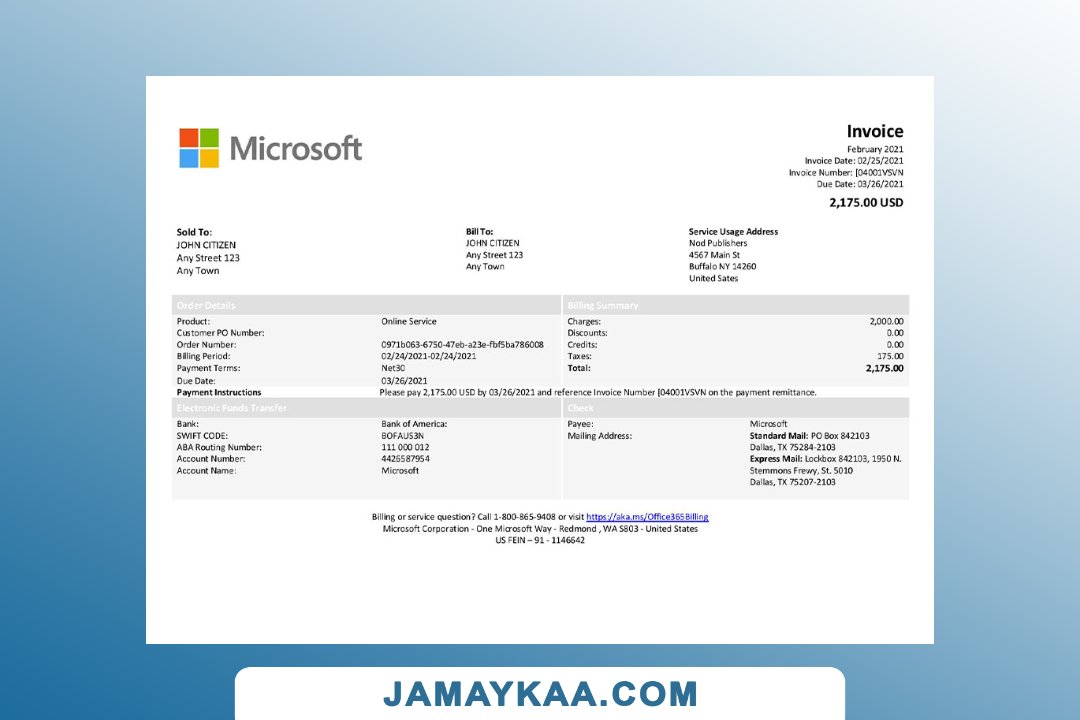 Microsoft
Invoice
February 2021
Invoice Date: 02/25/2021
Invoice Number: [04001VSVN
Due Date: 03/26/2021
2,175.00 USD
Sold To:
JOHN CITIZEN
Any Street 123
Any Town
Bill To:
JOHN CITIZEN
Any Street 123
Any Town
Service Usage Address
Nod Publishers
4567 Main St
Buffalo NY 14260
United Sates
Order Details
Product: Online Service
Customer PO Number:
Order Number: 0971b063-6750-47eb-a23e-fbf5ba786008
Billing Period: 02/24/2021-02/24/2021
Payment Terms: Net30
Due Date: 03/26/2021
Billing Summary
Charges: 2,000.00
Discounts: 0.00
Credits: 0.00
Taxes: 175.00
Total: 2,175.00
Payment Instructions Please pay 2,175.00 USD by 03/26/2021 and reference Invoice Number [04001VSVN on the payment remittance.
Electronic Funds Transfer
Bank: Bank of America:
SWIFT CODE: BOFAUS3N
ABA Routing Number: 111 000 012
Account Number: 4426587954
Account Name: Microsoft
Check
Payee: Microsoft
Mailing Address: Standard Mail: PO Box 842103
Dallas, TX 75284-2103
Express Mail: Lockbox 842103, 1950 N.
Stemmons Frewy, St. 5010
Dallas, TX 75207-2103
Billing or service question? Call 1-800-865-9408 or visit https://aka.ms/Office365Billing
Microsoft Corporation - One Microsoft Way - Redmond , WA S803 - United States
US FEIN – 91 - 1146642
JAMAYKAA.COM